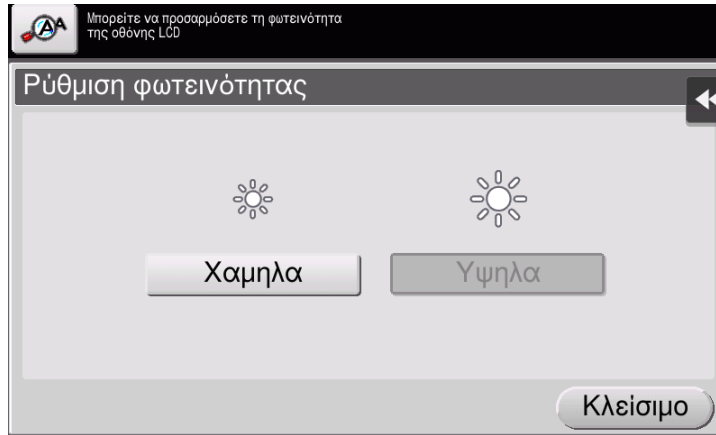 Μπορείτε να προσαρμόσετε τη φωτεινότητα
της οθόνης LCD
Ρύθμιση φωτεινότητας
Χαμηλα
Υψηλα
Κλείσιμο